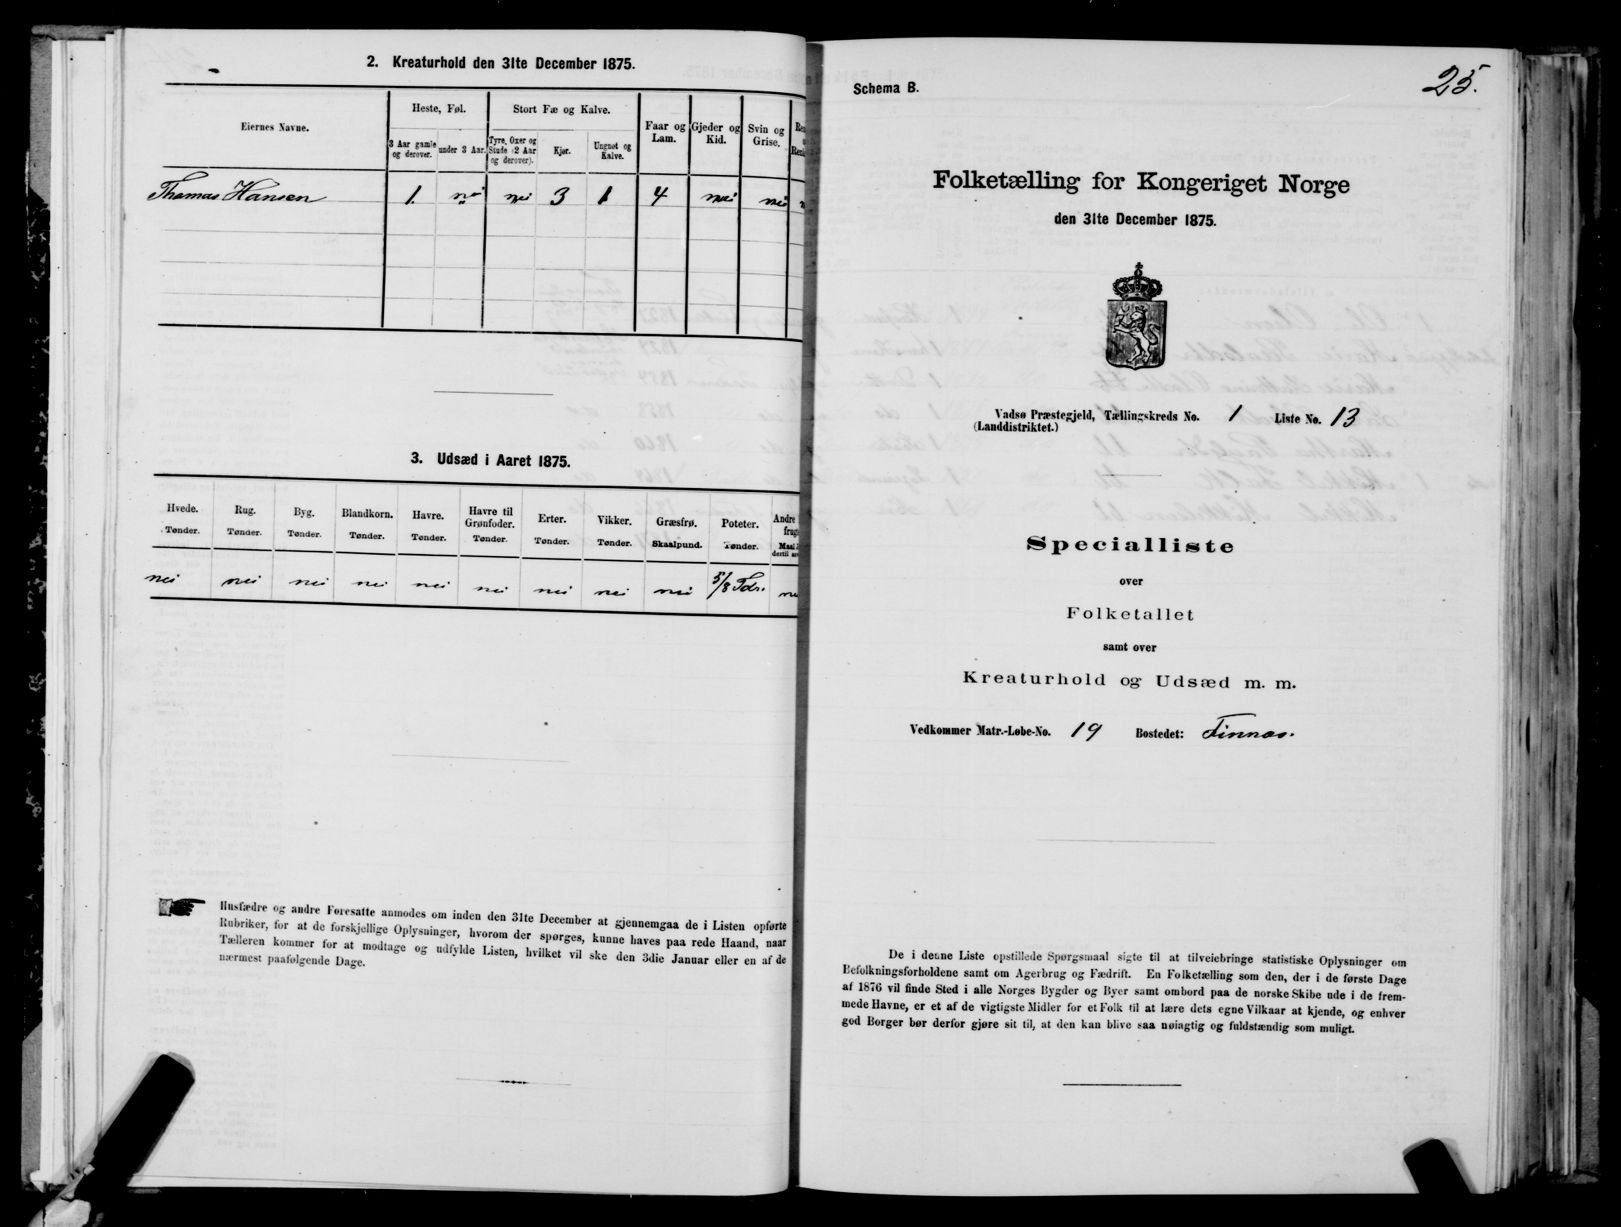 2. Kreaturhold den 31te December 1875.
Eiernes Navne.
Heste, Føl.
Stort Fæ og Kalve.
Faar og Lam.
Gjeder og Kid.
Svin og Grise.
3 Aar gamle og derover.
under 3 Aar.
Tyre, Oxer og Stude (2 Aar og derover).
Kjør.
Ungnøt og Kalve.
Thomas Hansen 1. nei nei 3 1 4 nei nei
3. Udsæd i Aaret 1875.
Hvede. Rug. Byg. Blandkorn. Havre. Havre til Grønfoder. Erter. Vikker. Græsfrø. Poteter. Andre
Tønder. Tønder. Tønder. Tønder. Tønder. Tønder. Tønder. Tønder. Skaalpund. Tønder.
nei nei nei nei nei nei nei nei nei 5/8 Tdr.
Husfædre og andre Foresatte anmodes om inden den 31te December at gjennemgaa de i Listen opførte
Rubriker, for at de forskjellige Oplysninger, hvorom der spørges, kunne haves paa rede Haand, naar
Tælleren kommer for at modtage og udfylde Listen, hvilket vil ske den 3die Januar eller en af de
nærmest paafølgende Dage.
Schema B.
25.
Folketælling for Kongeriget Norge
den 31te December 1875.
Vadsø Præstegjeld, Tællingskreds No. 1 Liste No. 13
(Landdistriktet.)
Specialliste
over
Folketallet
samt over
Kreaturhold og Udsæd m. m.
Vedkommer Matr.-Løbe-No. 19 Bostedet: Finnæs.
De i denne Liste opstillede Spørgsmaal sigte til at tilveiebringe statistiske Oplysninger om
Befolkningsforholdene samt om Agerbrug og Fædrift. En Folketælling som den, der i de første Dage
af 1876 vil finde Sted i alle Norges Bygder og Byer samt ombord paa de norske Skibe ude i de frem-
mede Havne, er et af de vigtigste Midler for et Folk til at lære dets egne Vilkaar at kjende, og enhver
god Borger bør derfor gjøre sit til, at den kan blive saa nøiagtig og fuldstændig som muligt.